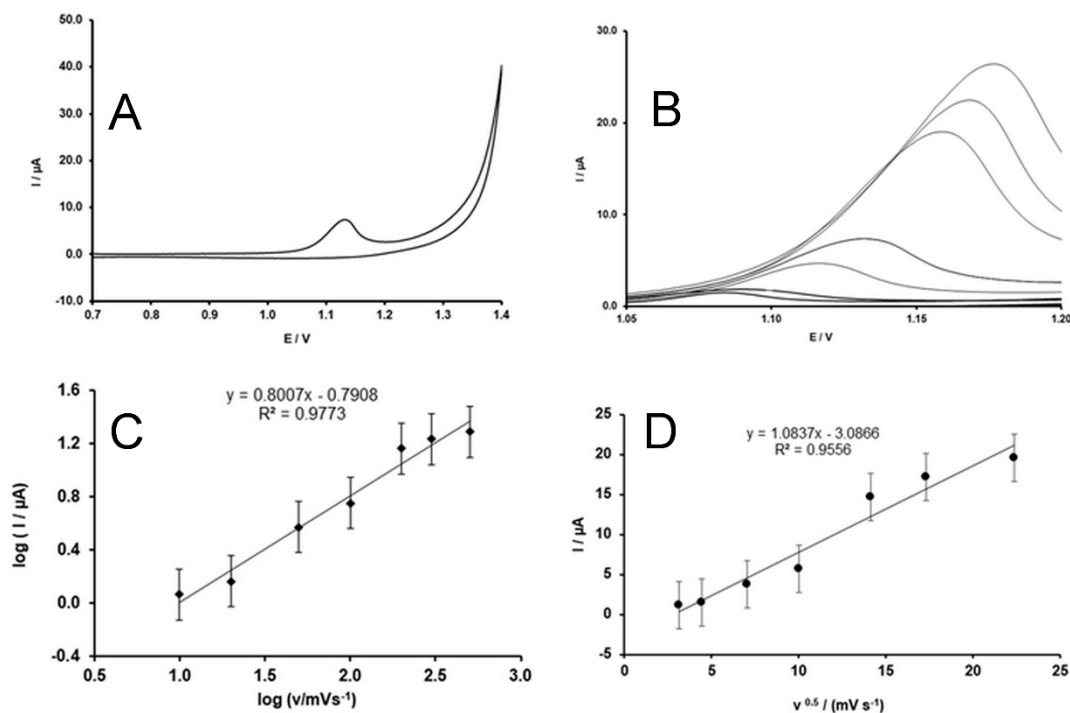 A
I / µA
50.0
40.0
30.0
20.0
10.0
0.0
-10.0
0.7 0.8 0.9 1.0 1.1 1.2 1.3 1.4
E / V
B
I / µA
30.0
20.0
10.0
0.0
1.05 1.10 1.15 1.20
E / V
C
y = 0.8007x - 0.7908
R² = 0.9773
log ( I / µA)
1.6
1.2
0.8
0.4
0.0
-0.4
0.5 1.0 1.5 2.0 2.5 3.0
log (v/mVs⁻¹)
D
y = 1.0837x - 3.0866
R² = 0.9556
I / µA
25
20
15
10
5
0
-5
0 5 10 15 20 25
v ⁰·⁵ / (mV s⁻¹)